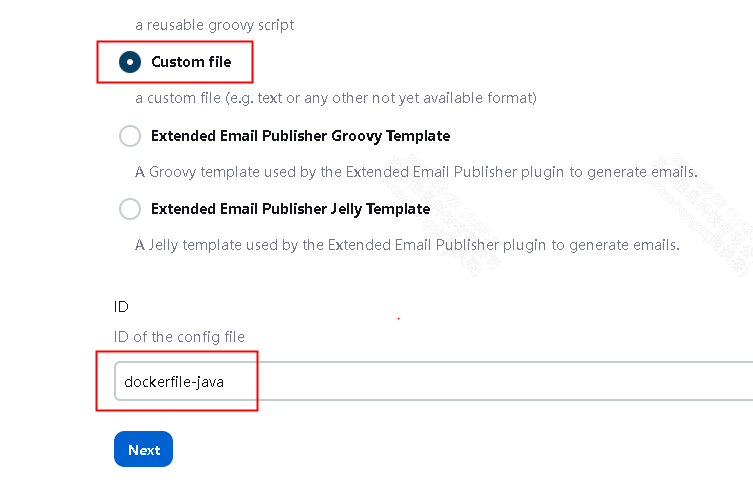 a reusable groovy script
Custom file
a custom file (e.g. text or any other not yet available format)
Extended Email Publisher Groovy Template
A Groovy template used by the Extended Email Publisher plugin to generate emails.
Extended Email Publisher Jelly Template
A Jelly template used by the Extended Email Publisher plugin to generate emails.
ID
ID of the config file
dockerfile-java
Next